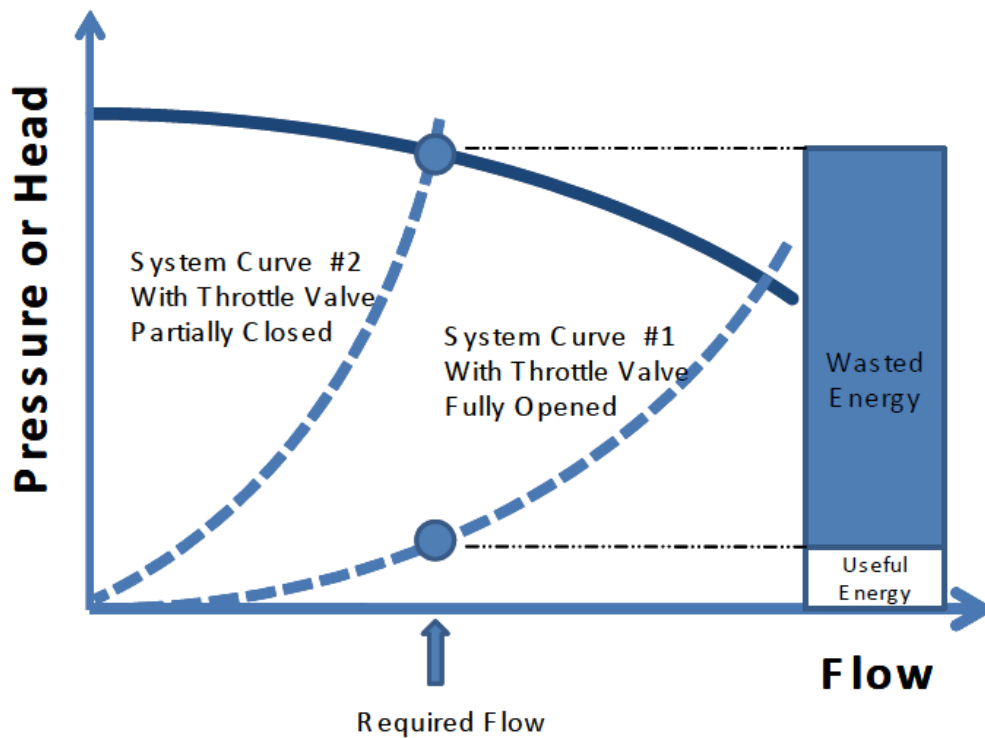 Pressure or Head
System Curve #2
With Throttle Valve
Partially Closed
System Curve #1
With Throttle Valve
Fully Opened
Wasted
Energy
Useful
Energy
Flow
Required Flow